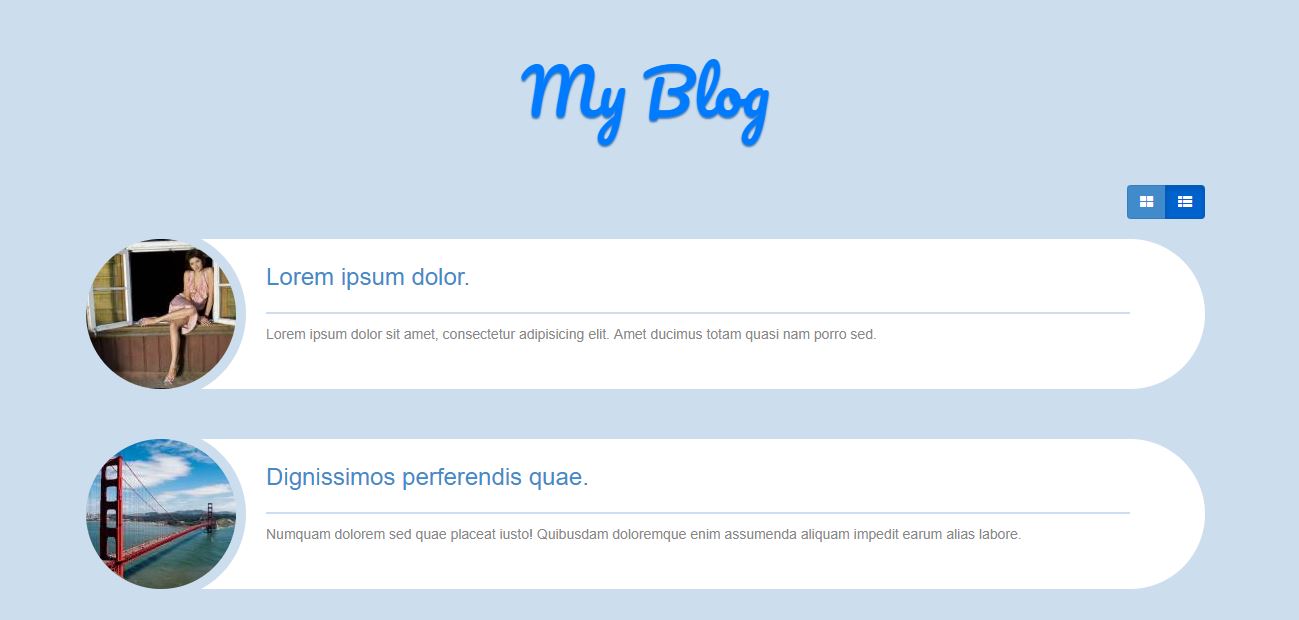 My Blog
Lorem ipsum dolor.
Lorem ipsum dolor sit amet, consectetur adipisicing elit. Amet ducimus totam quasi nam porro sed.
Dignissimos perferendis quae.
Numquam dolorem sed quae placeat iusto! Quibusdam doloremque enim assumenda aliquam impedit earum alias labore.